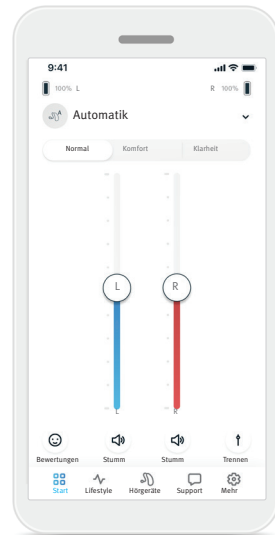 9:41
100% L R 100%
Automatik
Normal Komfort Klarheit
L R
L R
Bewertungen Stumm Stumm Trennen
Start Lifestyle Hörgeräte Support Mehr